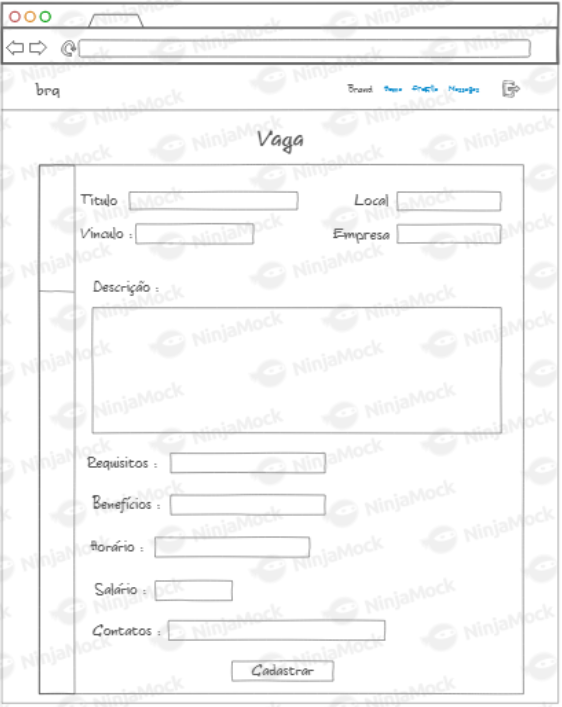 brq Brand Home Profile Messages
Vaga
Titulo Local
Vinculo : Empresa
Descrição :
Requisitos :
Benefícios :
Horário :
Salário :
Contatos :
Cadastrar
NinjaMock